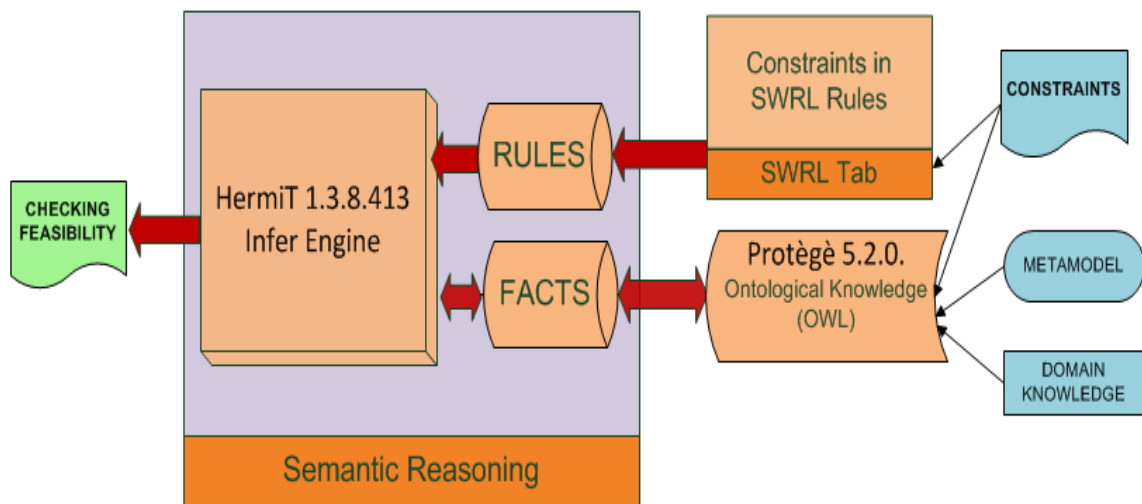 CHECKING
FEASIBILITY
HermiT 1.3.8.413
Infer Engine
RULES
FACTS
Semantic Reasoning
Constraints in
SWRL Rules
SWRL Tab
Protègè 5.2.0.
Ontological Knowledge
(OWL)
CONSTRAINTS
METAMODEL
DOMAIN
KNOWLEDGE